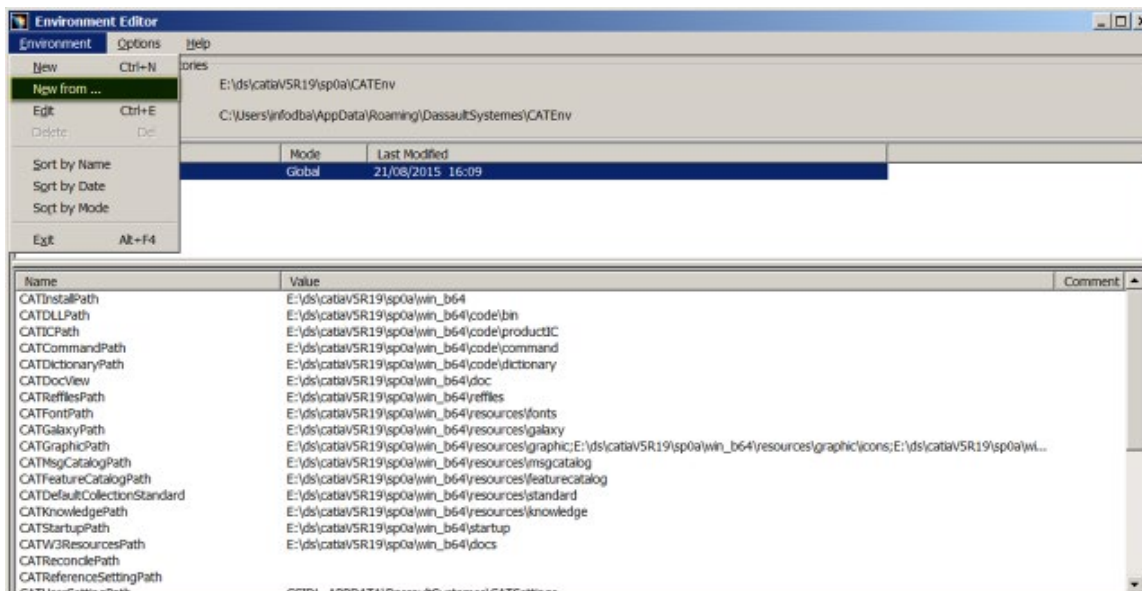 Environment Editor
Environment Options Help
New Ctrl+N
New from ...
Edit Ctrl+E
Delete Del
Sort by Name
Sort by Date
Sort by Mode
Exit Alt+F4
tories
E:\ds\catiaV5R19\sp0a\CATEnv
C:\Users\infodba\AppData\Roaming\DassaultSystemes\CATEnv
Mode Last Modified
Global 21/08/2015 16:09
Name Value Comment
CATInstallPath E:\ds\catiaV5R19\sp0a\win_b64
CATDLLPath E:\ds\catiaV5R19\sp0a\win_b64\code\bin
CATICPath E:\ds\catiaV5R19\sp0a\win_b64\code\productIC
CATCommandPath E:\ds\catiaV5R19\sp0a\win_b64\code\command
CATDictionaryPath E:\ds\catiaV5R19\sp0a\win_b64\code\dictionary
CATDocView E:\ds\catiaV5R19\sp0a\win_b64\doc
CATReffilesPath E:\ds\catiaV5R19\sp0a\win_b64\reffiles
CATFontPath E:\ds\catiaV5R19\sp0a\win_b64\resources\fonts
CATGalaxyPath E:\ds\catiaV5R19\sp0a\win_b64\resources\galaxy
CATGraphicPath E:\ds\catiaV5R19\sp0a\win_b64\resources\graphic;E:\ds\catiaV5R19\sp0a\win_b64\resources\graphic\icons;E:\ds\catiaV5R19\sp0a\wi...
CATMsgCatalogPath E:\ds\catiaV5R19\sp0a\win_b64\resources\msgcatalog
CATFeatureCatalogPath E:\ds\catiaV5R19\sp0a\win_b64\resources\featurecatalog
CATDefaultCollectionStandard E:\ds\catiaV5R19\sp0a\win_b64\resources\standard
CATKnowledgePath E:\ds\catiaV5R19\sp0a\win_b64\resources\knowledge
CATStartupPath E:\ds\catiaV5R19\sp0a\win_b64\startup
CATW3ResourcesPath E:\ds\catiaV5R19\sp0a\win_b64\docs
CATReconcilePath
CATReferenceSettingPath